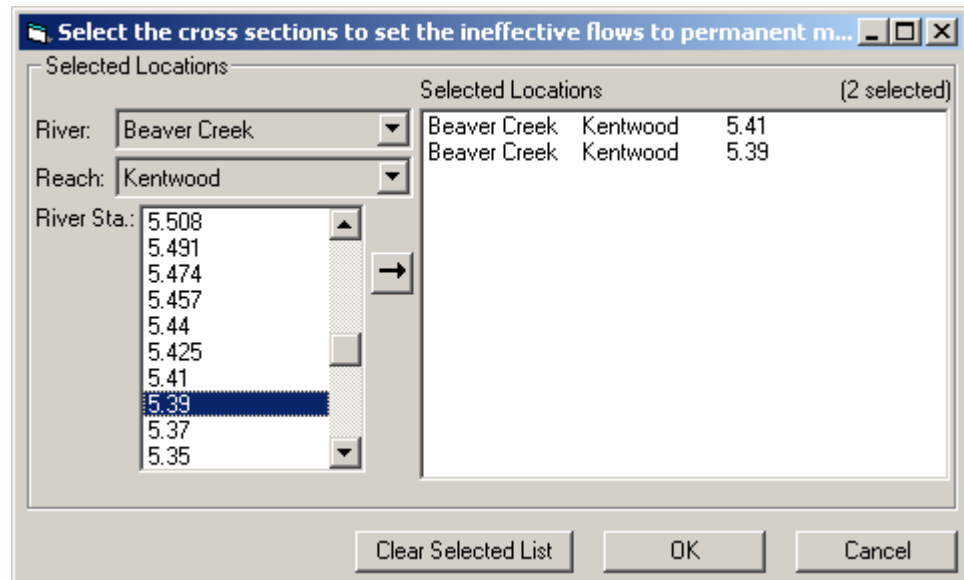 Select the cross sections to set the ineffective flows to permanent m...
Selected Locations
Selected Locations (2 selected)
River: Beaver Creek
Reach: Kentwood
River Sta.:
5.508
5.491
5.474
5.457
5.44
5.425
5.41
5.39
5.37
5.35
Beaver Creek Kentwood 5.41
Beaver Creek Kentwood 5.39
Clear Selected List OK Cancel